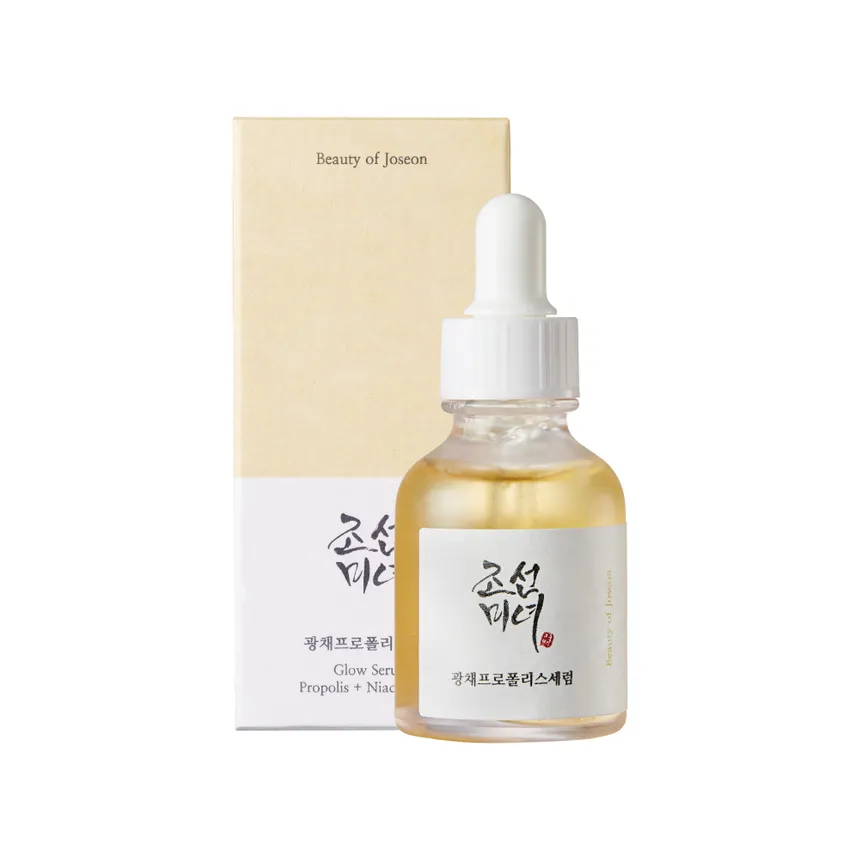 Beauty of Joseon
조선
미녀
광채프로폴리
Glow Seru
Propolis + Niac
조선
미녀
광채프로폴리스세럼
Beauty of Joseon